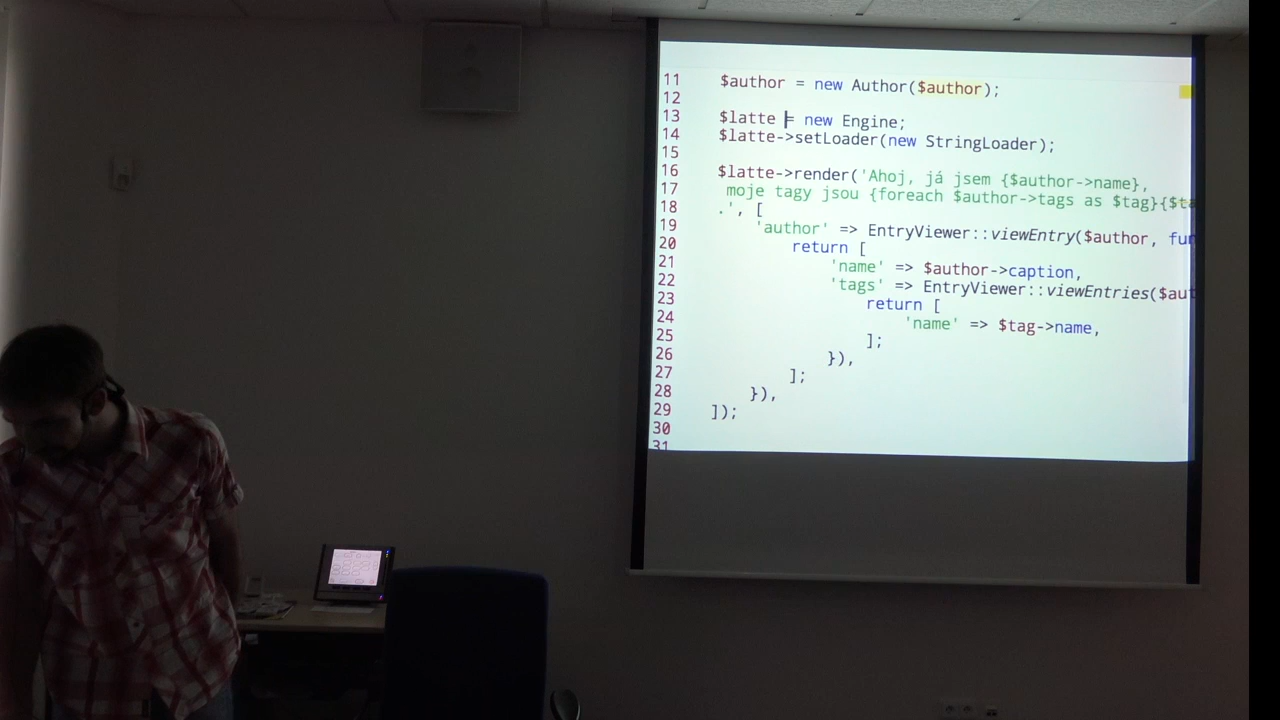 11 $author = new Author($author);
12
13 $latte = new Engine;
14 $latte->setLoader(new StringLoader);
15
16 $latte->render('Ahoj, já jsem {$author->name},
17 moje tagy jsou {foreach $author->tags as $tag}{$ta
18 .', [
19 'author' => EntryViewer::viewEntry($author, fun
20 return [
21 'name' => $author->caption,
22 'tags' => EntryViewer::viewEntries($aut
23 return [
24 'name' => $tag->name,
25 ];
26 }),
27 ];
28 }),
29 ]);
30
31